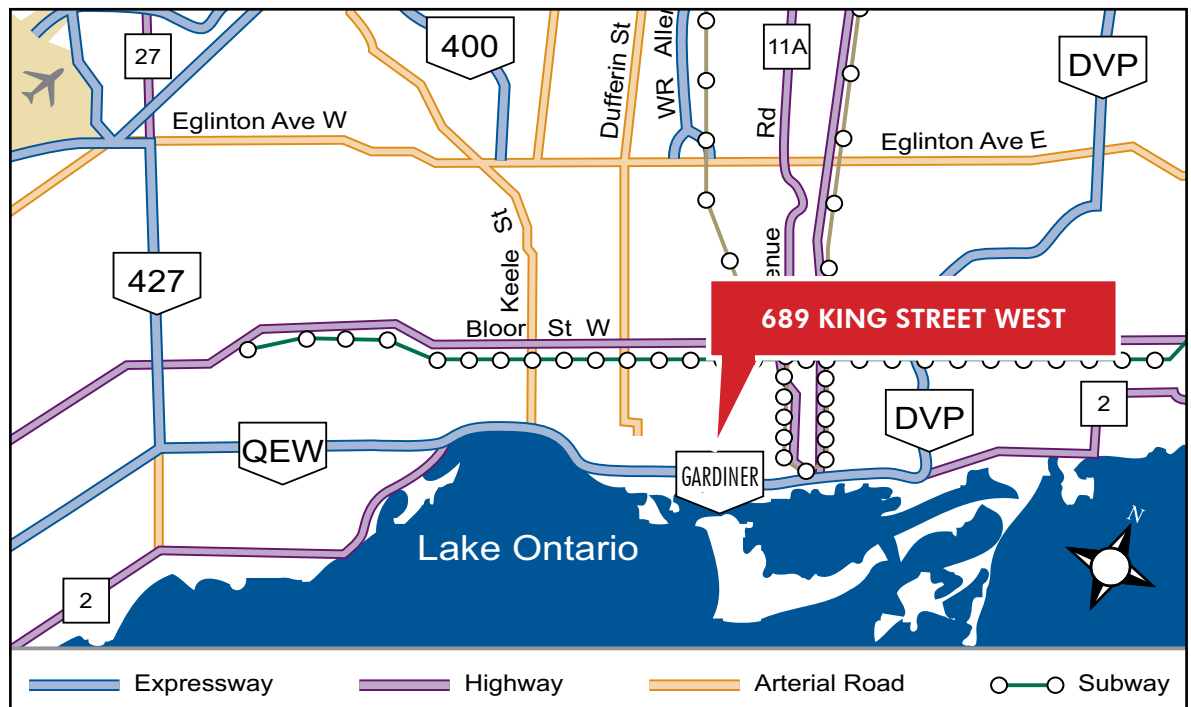 27
400
Dufferin St
WR Allen
11A
DVP
Eglinton Ave W
Rd
Eglinton Ave E
Keele St
427
689 KING STREET WEST
Bloor St W
2
DVP
QEW
GARDINER
N
Lake Ontario
2
Expressway
Highway
Arterial Road
Subway